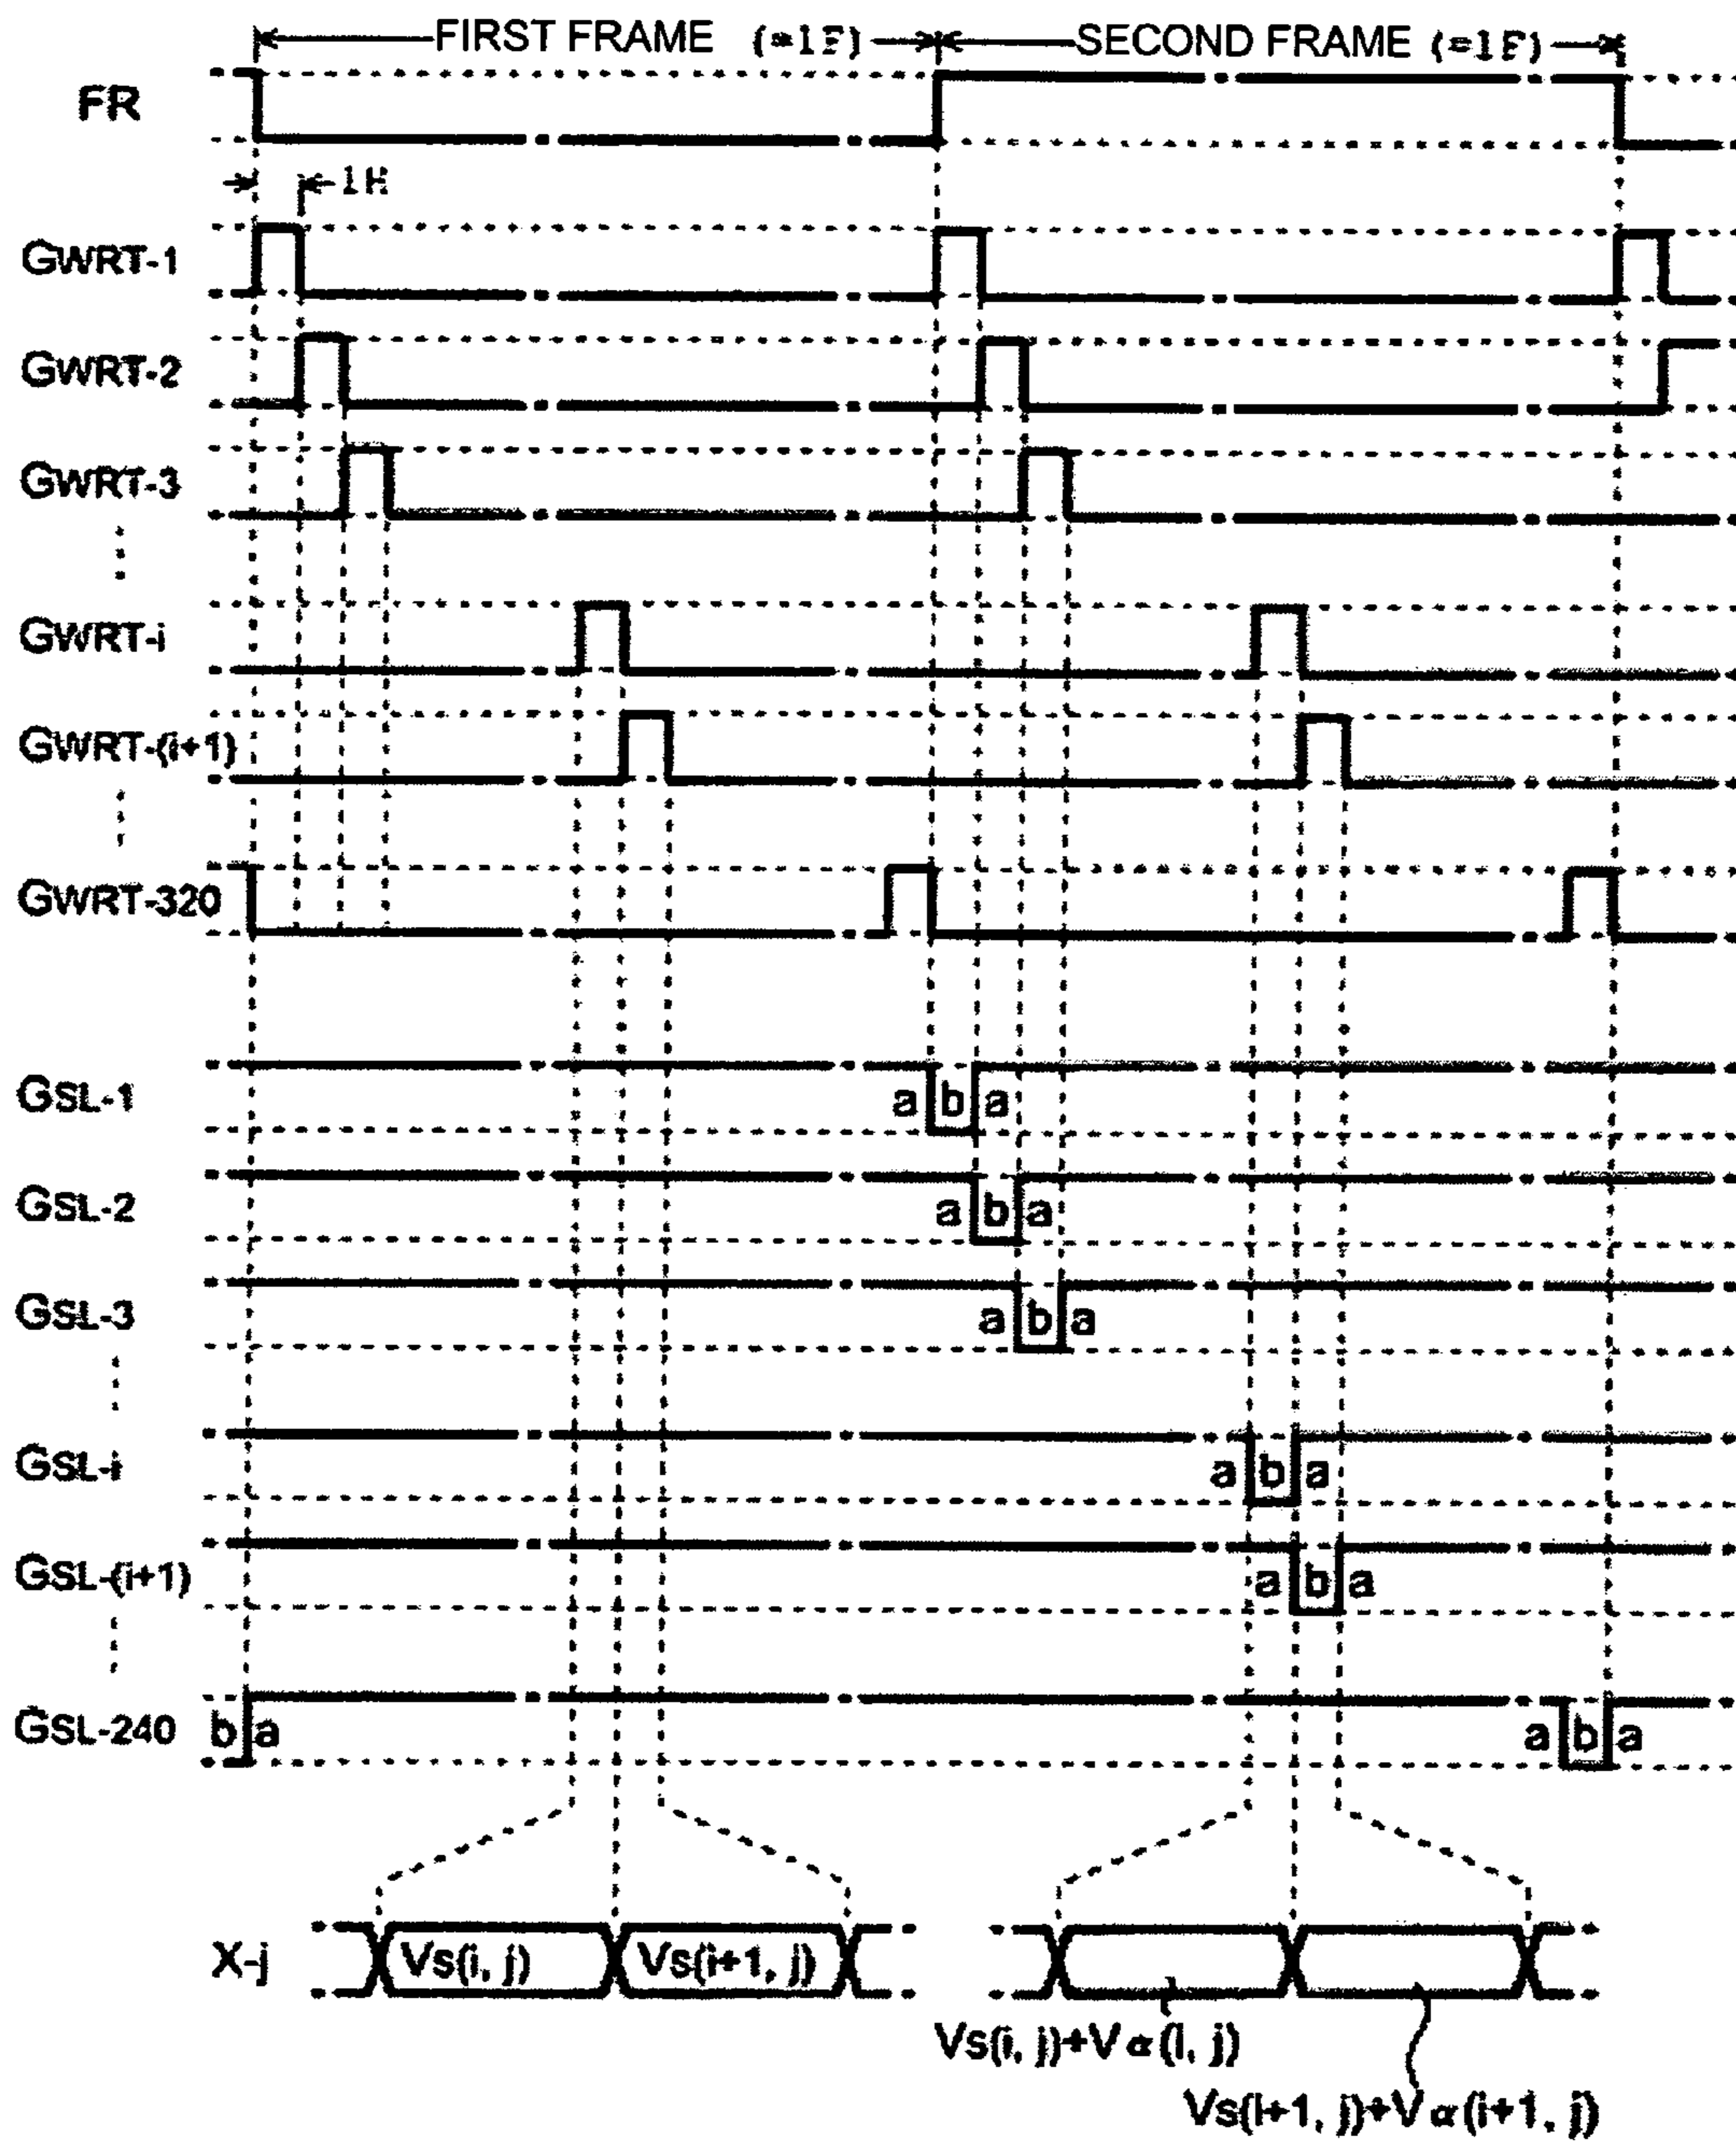 FIRST FRAME (=1F) SECOND FRAME (=1F)
FR
1H
GWRT-1
GWRT-2
GWRT-3
GWRT-i
GWRT-(i+1)
GWRT-320
GSL-1 a b a
GSL-2 a b a
GSL-3 a b a
GSL-i a b a
GSL-(i+1) a b a
GSL-240 b a a b a
X-j Vs(i, j) Vs(i+1, j)
Vs(i, j)+Vα(i, j)
Vs(i+1, j)+Vα(i+1, j)